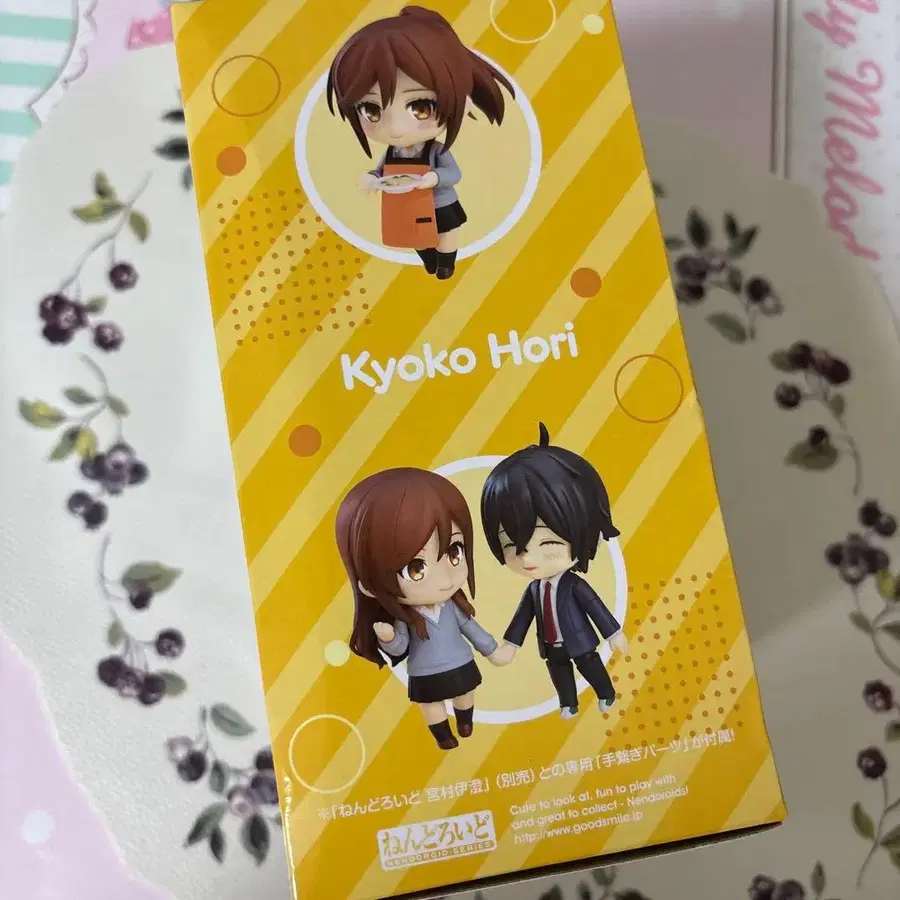 My Melo
Kyoko Hori
※「ねんどろいど 宮村伊澄」(別売)との専用「手繋ぎパーツ」が付属!
ねんどろいど
NENDOROID SERIES
Cute to look at, fun to play with
and great to collect - Nendoroids!
http://www.goodsmile.jp